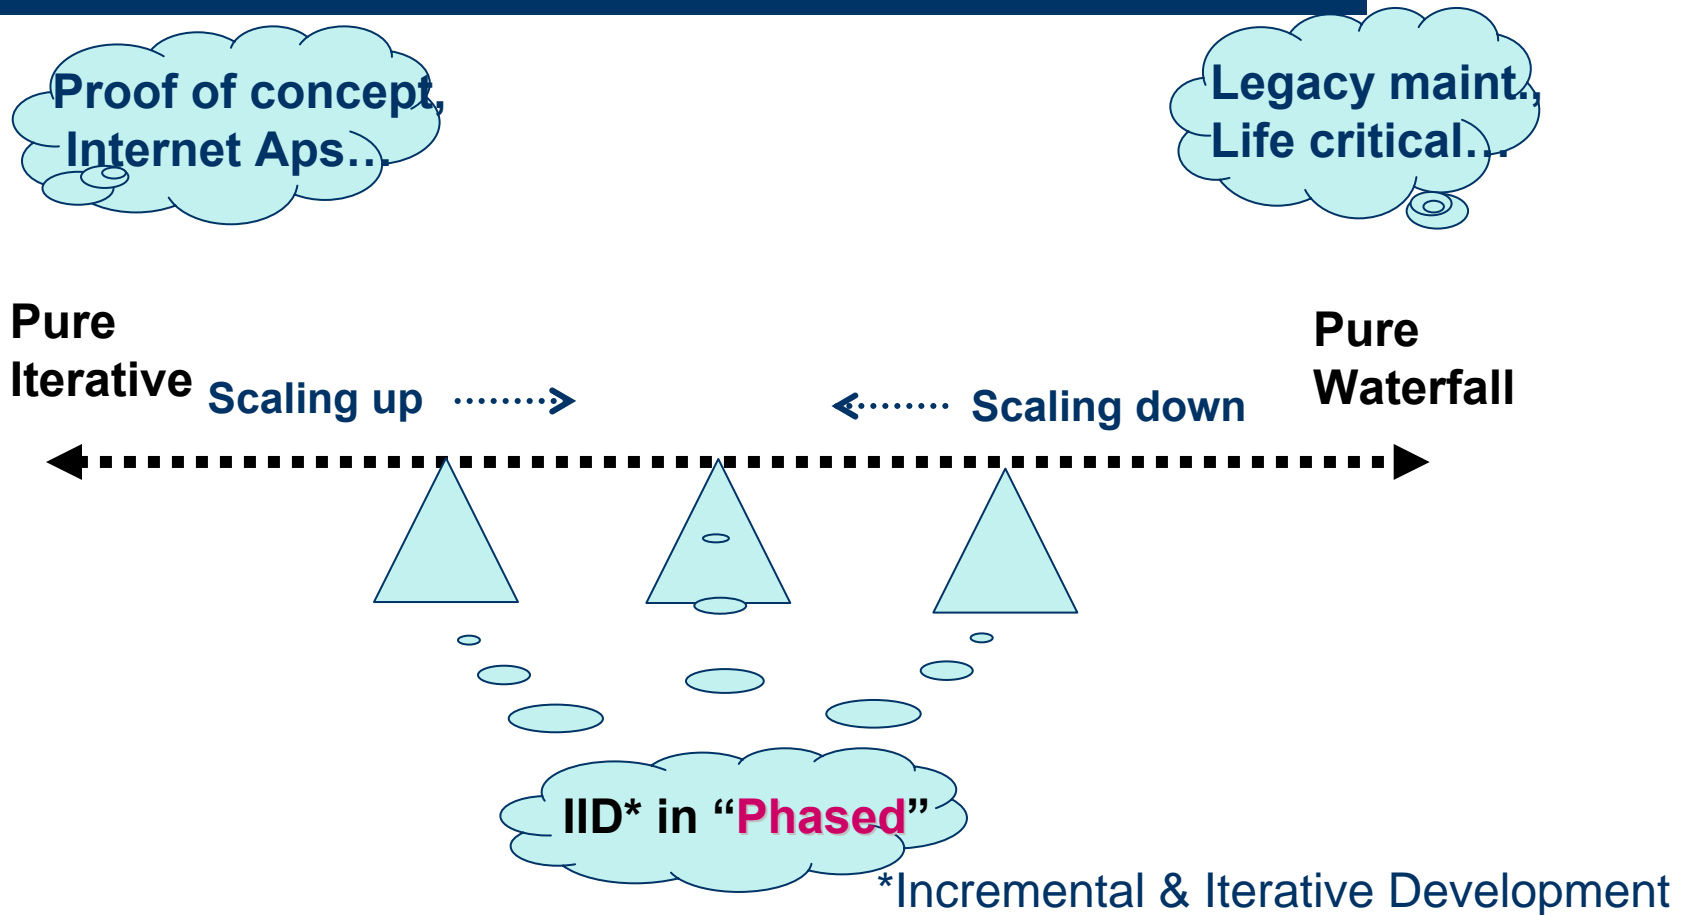 Proof of concept,
Internet Aps…
Legacy maint.,
Life critical…
Pure
Iterative
Scaling up
Scaling down
Pure
Waterfall
IID* in “Phased”
*Incremental & Iterative Development